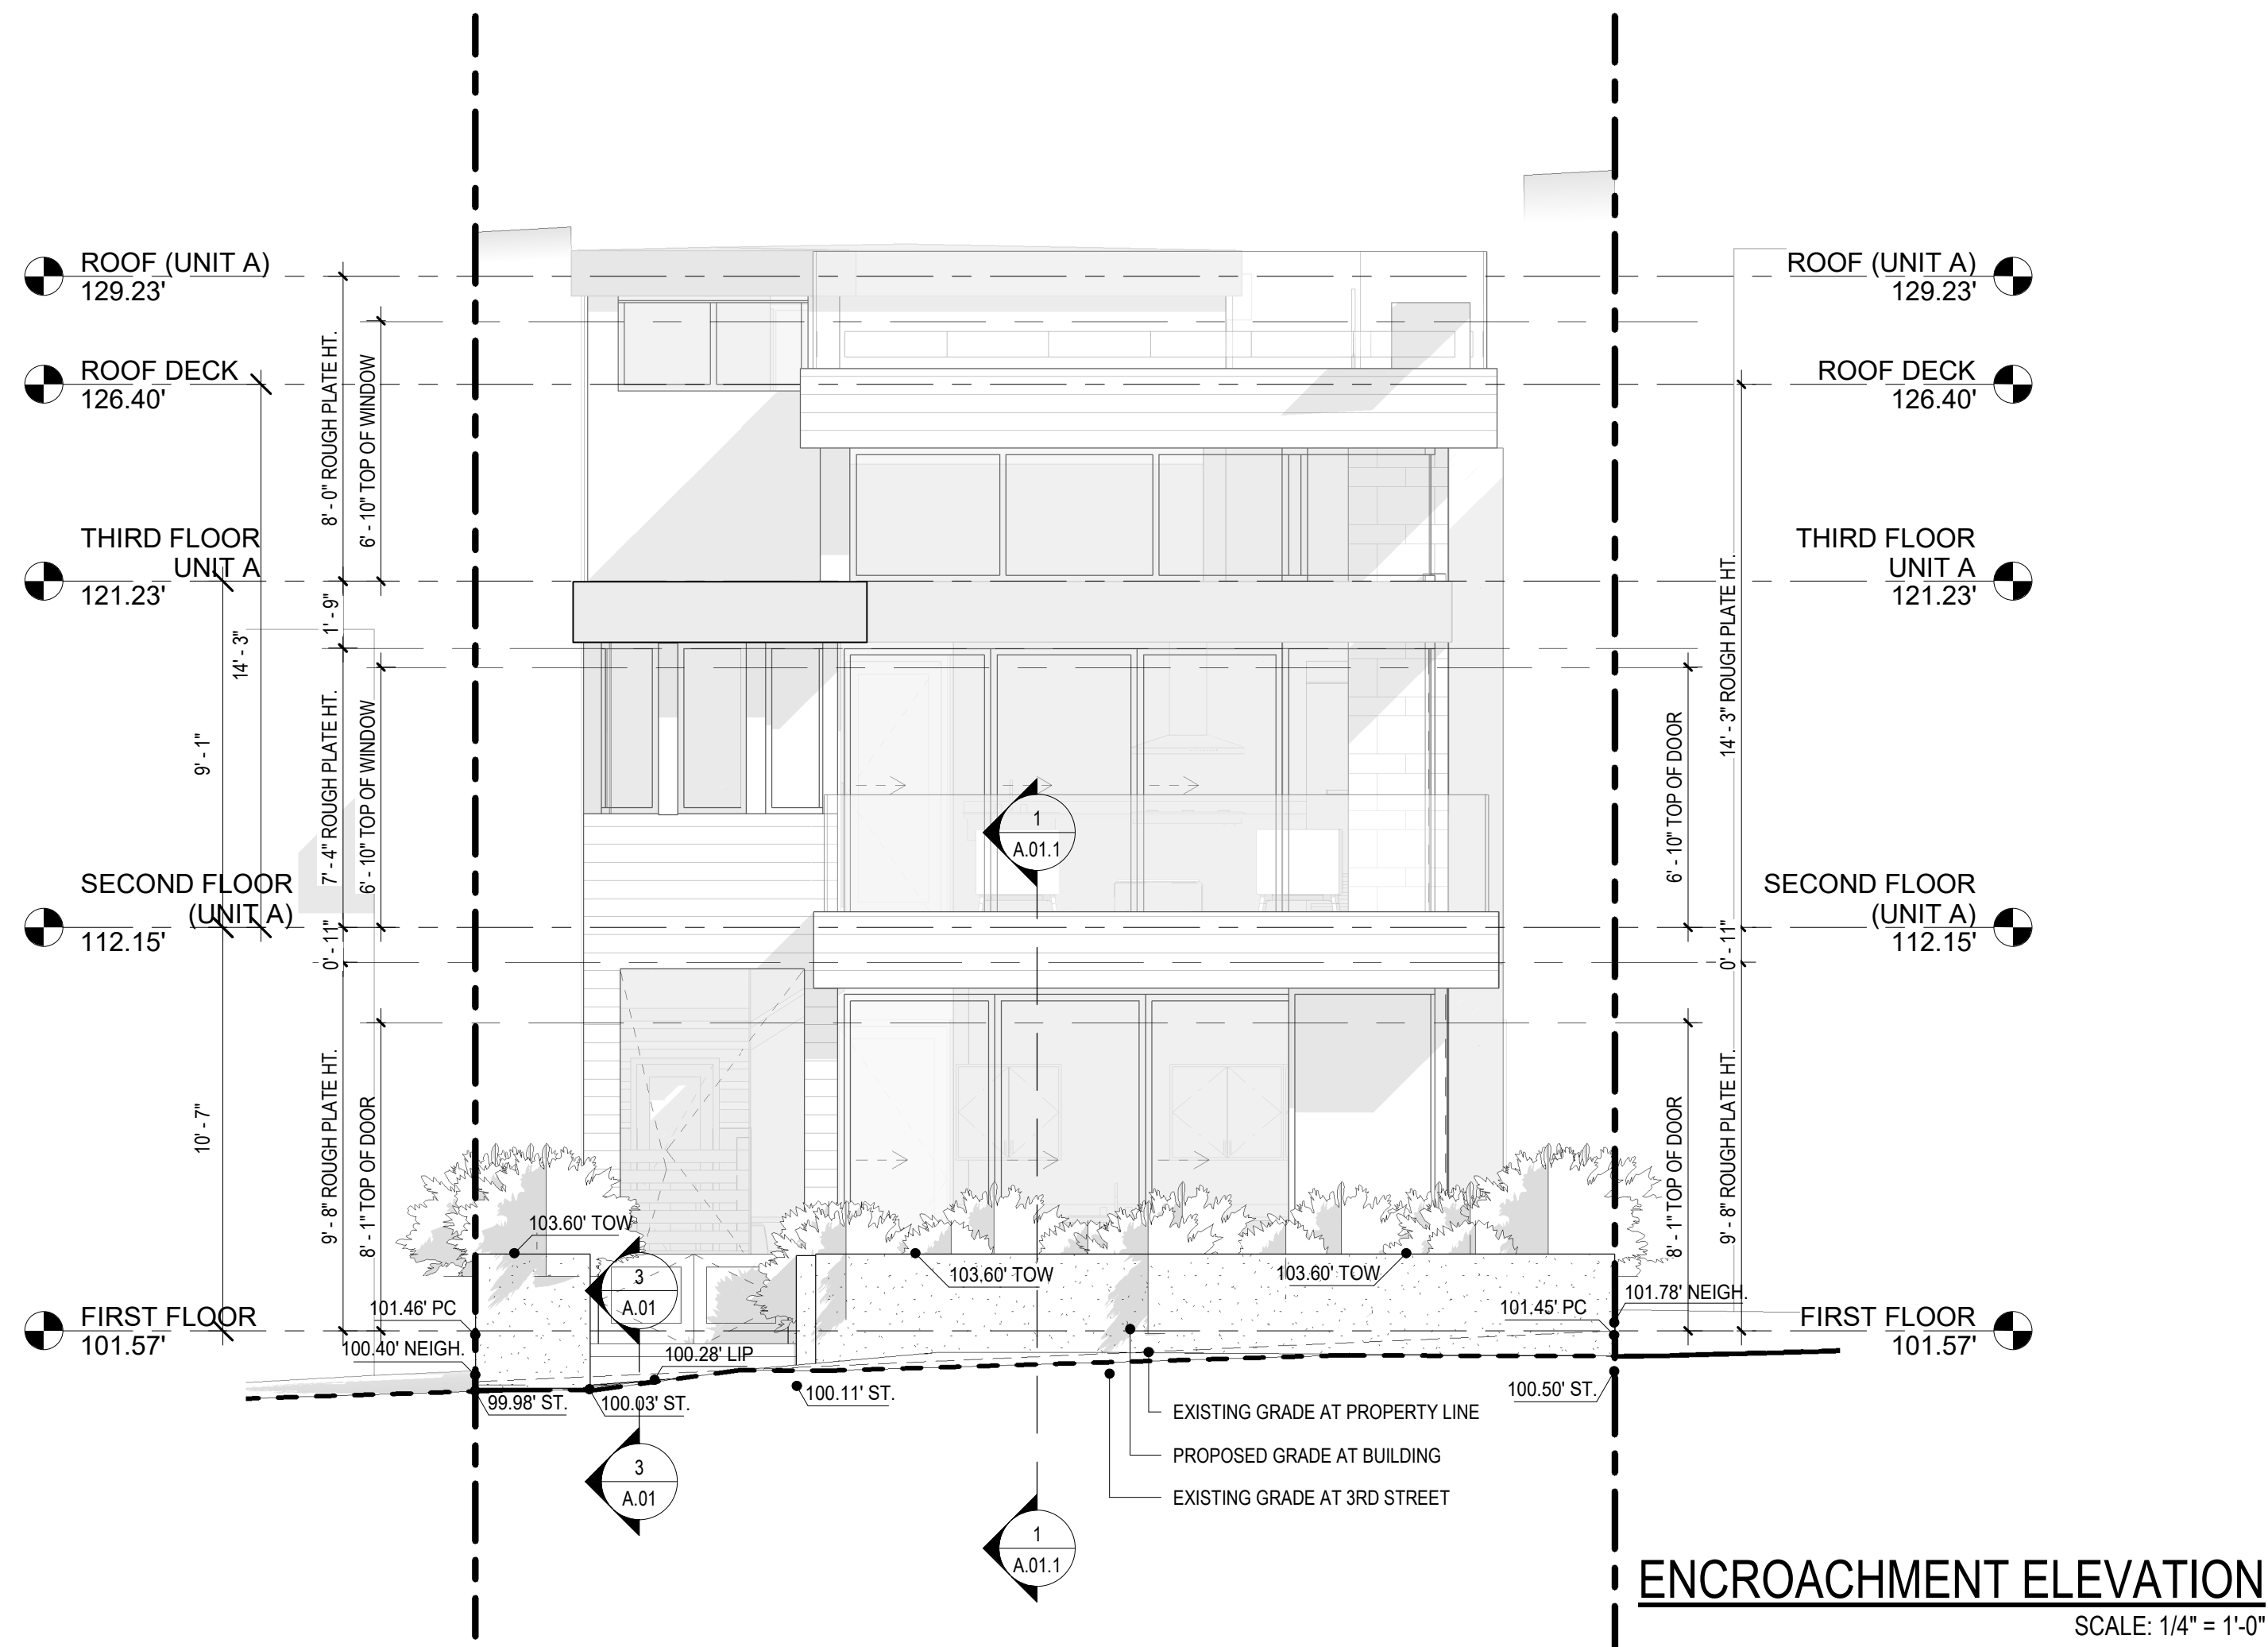 ROOF (UNIT A)
129.23'
ROOF (UNIT A)
129.23'
ROOF DECK
126.40'
ROOF DECK
126.40'
8' - 0" ROUGH PLATE HT.
6' - 10" TOP OF WINDOW
THIRD FLOOR
UNIT A
121.23'
THIRD FLOOR
UNIT A
121.23'
1' - 9"
14' - 3"
9' - 1"
7' - 4" ROUGH PLATE HT.
6' - 10" TOP OF WINDOW
6' - 10" TOP OF DOOR
14' - 3" ROUGH PLATE HT.
1
A.01.1
SECOND FLOOR
(UNIT A)
112.15'
SECOND FLOOR
(UNIT A)
112.15'
0' - 11"
0' - 11"
10' - 7"
9' - 8" ROUGH PLATE HT.
8' - 1" TOP OF DOOR
8' - 1" TOP OF DOOR
9' - 8" ROUGH PLATE HT.
103.60' TOW
103.60' TOW
103.60' TOW
3
A.01
101.46' PC
101.78' NEIGH.
101.45' PC
FIRST FLOOR
101.57'
FIRST FLOOR
101.57'
100.40' NEIGH.
100.28' LIP
99.98' ST.
100.03' ST.
100.11' ST.
100.50' ST.
EXISTING GRADE AT PROPERTY LINE
PROPOSED GRADE AT BUILDING
EXISTING GRADE AT 3RD STREET
3
A.01
1
A.01.1
ENCROACHMENT ELEVATION
SCALE: 1/4" = 1'-0"